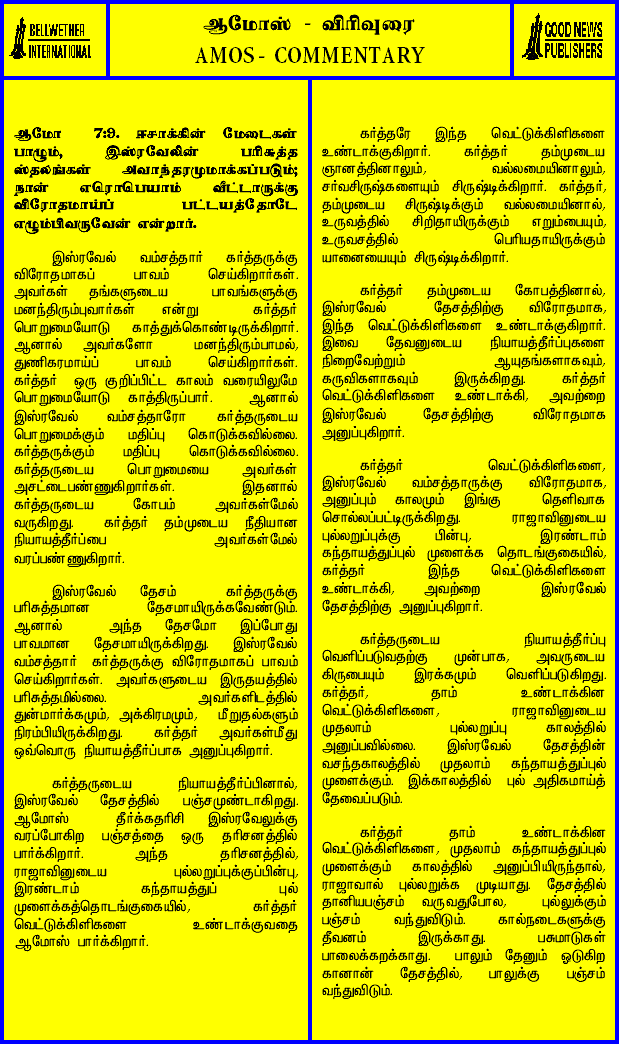 BELLWETHER
INTERNATIONAL
ஆமோஸ் - விரிவுரை
AMOS - COMMENTARY
GOOD NEWS
PUBLISHERS
ஆமோ 7:9. ஈசாக்கின் மேடைகள்
பாழும், இஸ்ரவேலின் பரிசுத்த
ஸ்தலங்கள் அவாந்தரமுமாக்கப்படும்;
நான் எரொபெயாம் வீட்டாருக்கு
விரோதமாய்ப் பட்டயத்தோடே
எழும்பிவருவேன் என்றார்.
இஸ்ரவேல் வம்சத்தார் கர்த்தருக்கு
விரோதமாகப் பாவம் செய்கிறார்கள்.
அவர்கள் தங்களுடைய பாவங்களுக்கு
மனந்திரும்புவார்கள் என்று கர்த்தர்
பொறுமையோடு காத்துக்கொண்டிருக்கிறார்.
ஆனால் அவர்களோ மனந்திரும்பாமல்,
துணிகரமாய்ப் பாவம் செய்கிறார்கள்.
கர்த்தர் ஒரு குறிப்பிட்ட காலம் வரையிலுமே
பொறுமையோடு காத்திருப்பார். ஆனால்
இஸ்ரவேல் வம்சத்தாரோ கர்த்தருடைய
பொறுமைக்கும் மதிப்பு கொடுக்கவில்லை.
கர்த்தருக்கும் மதிப்பு கொடுக்கவில்லை.
கர்த்தருடைய பொறுமையை அவர்கள்
அசட்டைபண்ணுகிறார்கள். இதனால்
கர்த்தருடைய கோபம் அவர்கள்மேல்
வருகிறது. கர்த்தர் தம்முடைய நீதியான
நியாயத்தீர்ப்பை அவர்கள்மேல்
வரப்பண்ணுகிறார்.
இஸ்ரவேல் தேசம் கர்த்தருக்கு
பரிசுத்தமான தேசமாயிருக்கவேண்டும்.
ஆனால் அந்த தேசமோ இப்போது
பாவமான தேசமாயிருக்கிறது. இஸ்ரவேல்
வம்சத்தார் கர்த்தருக்கு விரோதமாகப் பாவம்
செய்கிறார்கள். அவர்களுடைய இருதயத்தில்
பரிசுத்தமில்லை. அவர்களிடத்தில்
துன்மார்க்கமும், அக்கிரமமும், மீறுதல்களும்
நிரம்பியிருக்கிறது. கர்த்தர் அவர்கள்மீது
ஒவ்வொரு நியாயத்தீர்ப்பாக அனுப்புகிறார்.
கர்த்தருடைய நியாயத்தீர்ப்பினால்,
இஸ்ரவேல் தேசத்தில் பஞ்சமுண்டாகிறது.
ஆமோஸ் தீர்க்கதரிசி இஸ்ரவேலுக்கு
வரப்போகிற பஞ்சத்தை ஒரு தரிசனத்தில்
பார்க்கிறார். அந்த தரிசனத்தில்,
ராஜாவினுடைய புல்லறுப்புக்குப்பின்பு,
இரண்டாம் கந்தாயத்துப் புல்
முளைக்கத்தொடங்குகையில், கர்த்தர்
வெட்டுக்கிளிகளை உண்டாக்குவதை
ஆமோஸ் பார்க்கிறார்.
கர்த்தரே இந்த வெட்டுக்கிளிகளை
உண்டாக்குகிறார். கர்த்தர் தம்முடைய
ஞானத்தினாலும், வல்லமையினாலும்,
சர்வசிருஷ்களையும் சிருஷ்டிக்கிறார். கர்த்தர்,
தம்முடைய சிருஷ்டிக்கும் வல்லமையினால்,
உருவத்தில் சிறிதாயிருக்கும் எறும்பையும்,
உருவசத்தில் பெரியதாயிருக்கும்
யானையையும் சிருஷ்டிக்கிறார்.
கர்த்தர் தம்முடைய கோபத்தினால்,
இஸ்ரவேல் தேசத்திற்கு விரோதமாக,
இந்த வெட்டுக்கிளிகளை உண்டாக்குகிறார்.
இவை தேவனுடைய நியாயத்தீர்ப்புகளை
நிறைவேற்றும் ஆயுதங்களாகவும்,
கருவிகளாகவும் இருக்கிறது. கர்த்தர்
வெட்டுக்கிளிகளை உண்டாக்கி, அவற்றை
இஸ்ரவேல் தேசத்திற்கு விரோதமாக
அனுப்புகிறார்.
கர்த்தர் வெட்டுக்கிளிகளை,
இஸ்ரவேல் வம்சத்தாருக்கு விரோதமாக,
அனுப்பும் காலமும் இங்கு தெளிவாக
சொல்லப்பட்டிருக்கிறது. ராஜாவினுடைய
புல்லறுப்புக்கு பின்பு, இரண்டாம்
கந்தாயத்துப்புல் முளைக்க தொடங்குகையில்,
கர்த்தர் இந்த வெட்டுக்கிளிகளை
உண்டாக்கி, அவற்றை இஸ்ரவேல்
தேசத்திற்கு அனுப்புகிறார்.
கர்த்தருடைய நியாயத்தீர்ப்பு
வெளிப்படுவதற்கு முன்பாக, அவருடைய
கிருபையும் இரக்கமும் வெளிப்படுகிறது.
கர்த்தர், தாம் உண்டாக்கின
வெட்டுக்கிளிகளை, ராஜாவினுடைய
முதலாம் புல்லறுப்பு காலத்தில்
அனுப்பவில்லை. இஸ்ரவேல் தேசத்தின்
வசந்தகாலத்தில் முதலாம் கந்தாயத்துப்புல்
முளைக்கும். இக்காலத்தில் புல் அதிகமாய்த்
தேவைப்படும்.
கர்த்தர் தாம் உண்டாக்கின
வெட்டுக்கிளிகளை, முதலாம் கந்தாயத்துப்புல்
முளைக்கும் காலத்தில் அனுப்பியிருந்தால்,
ராஜாவால் புல்லறுக்க முடியாது. தேசத்தில்
தானியபஞ்சம் வருவதுபோல, புல்லுக்கும்
பஞ்சம் வந்துவிடும். கால்நடைகளுக்கு
தீவனம் இருக்காது. பசுமாடுகள்
பாலைக்கறக்காது. பாலும் தேனும் ஓடுகிற
கானான் தேசத்தில், பாலுக்கு பஞ்சம்
வந்துவிடும்.